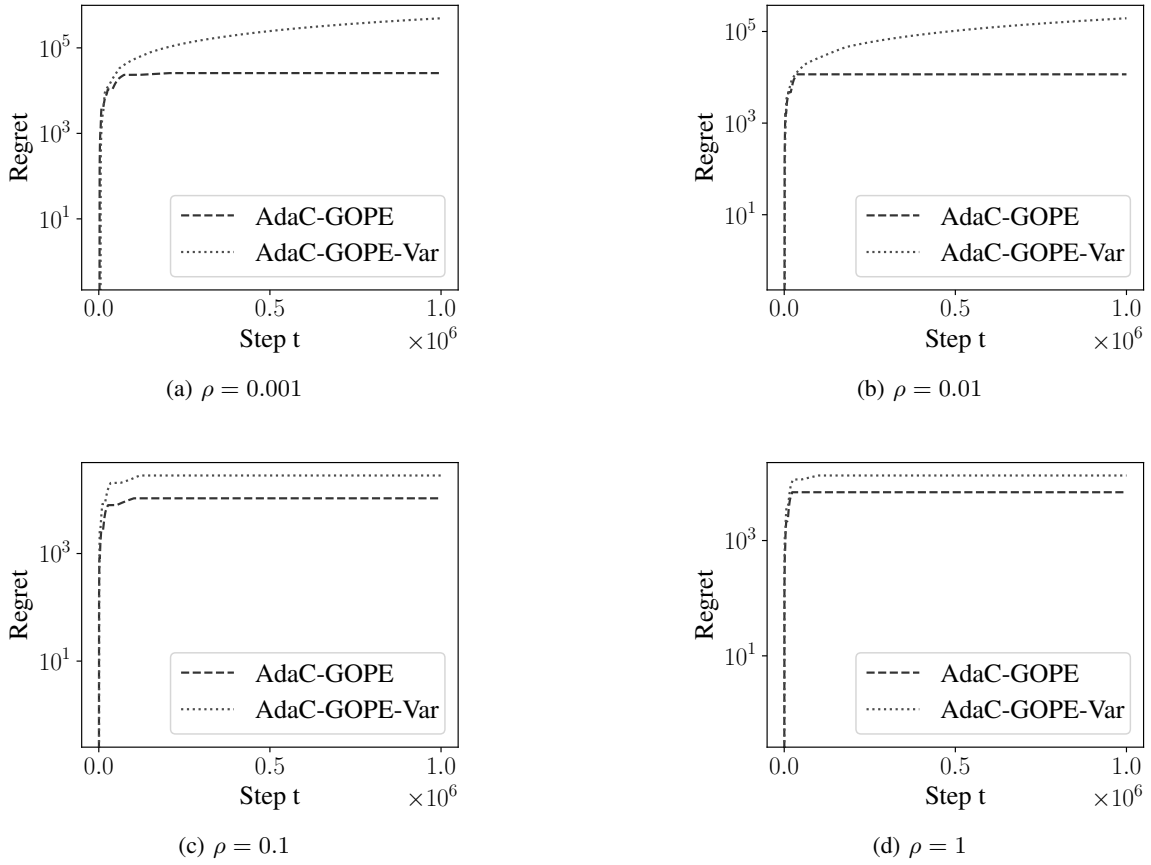 10^5
10^3
10^1
Regret
AdaC-GOPE
AdaC-GOPE-Var
0.0 0.5 1.0
Step t ×10^6
(a) ρ = 0.001
10^5
10^3
10^1
Regret
AdaC-GOPE
AdaC-GOPE-Var
0.0 0.5 1.0
Step t ×10^6
(b) ρ = 0.01
10^3
10^1
Regret
AdaC-GOPE
AdaC-GOPE-Var
0.0 0.5 1.0
Step t ×10^6
(c) ρ = 0.1
10^3
10^1
Regret
AdaC-GOPE
AdaC-GOPE-Var
0.0 0.5 1.0
Step t ×10^6
(d) ρ = 1